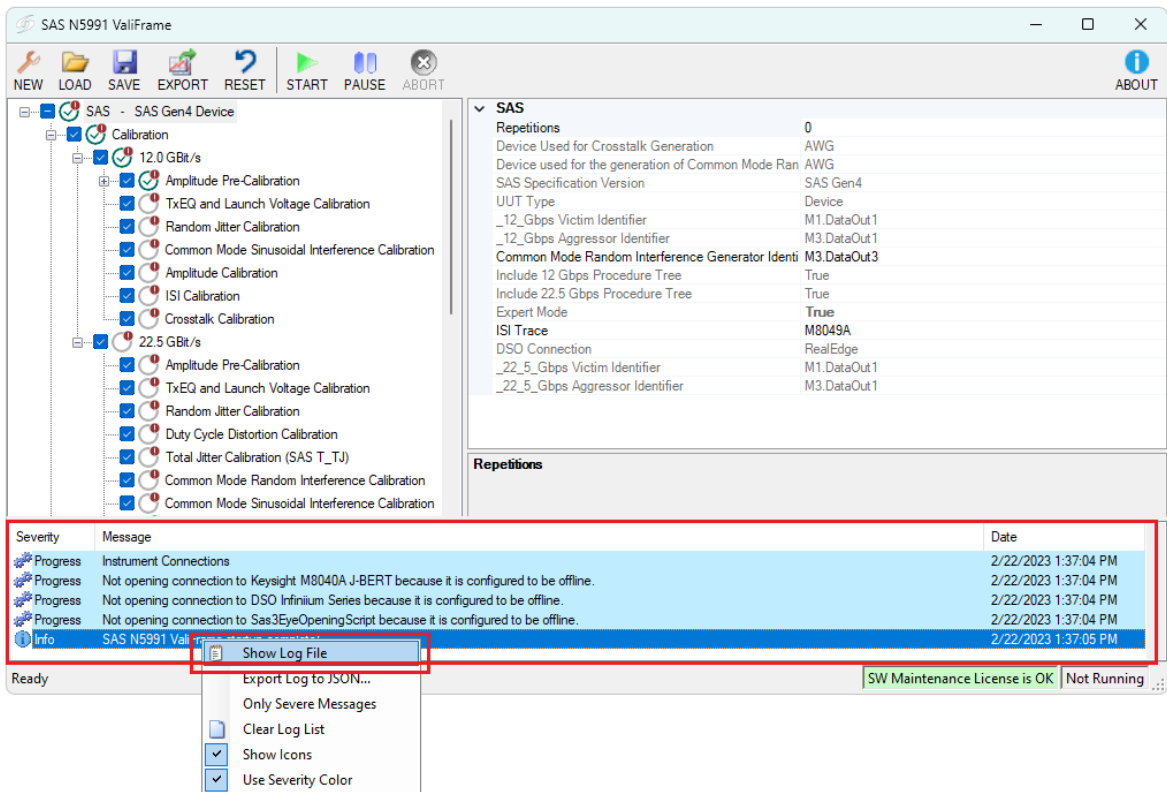 SAS N5991 ValiFrame
NEW LOAD SAVE EXPORT RESET START PAUSE ABORT ABOUT
SAS - SAS Gen4 Device
Calibration
12.0 GBit/s
Amplitude Pre-Calibration
TxEQ and Launch Voltage Calibration
Random Jitter Calibration
Common Mode Sinusoidal Interference Calibration
Amplitude Calibration
ISI Calibration
Crosstalk Calibration
22.5 GBit/s
Amplitude Pre-Calibration
TxEQ and Launch Voltage Calibration
Random Jitter Calibration
Duty Cycle Distortion Calibration
Total Jitter Calibration (SAS T_TJ)
Common Mode Random Interference Calibration
Common Mode Sinusoidal Interference Calibration
SAS
Repetitions 0
Device Used for Crosstalk Generation AWG
Device used for the generation of Common Mode Ran AWG
SAS Specification Version SAS Gen4
UUT Type Device
_12_Gbps Victim Identifier M1.DataOut1
_12_Gbps Aggressor Identifier M3.DataOut1
Common Mode Random Interference Generator Identi M3.DataOut3
Include 12 Gbps Procedure Tree True
Include 22.5 Gbps Procedure Tree True
Expert Mode True
ISI Trace M8049A
DSO Connection RealEdge
_22_5_Gbps Victim Identifier M1.DataOut1
_22_5_Gbps Aggressor Identifier M3.DataOut1
Repetitions
Severity Message Date
Progress Instrument Connections 2/22/2023 1:37:04 PM
Progress Not opening connection to Keysight M8040A J-BERT because it is configured to be offline. 2/22/2023 1:37:04 PM
Progress Not opening connection to DSO Infiniium Series because it is configured to be offline. 2/22/2023 1:37:04 PM
Progress Not opening connection to Sas3EyeOpeningScript because it is configured to be offline. 2/22/2023 1:37:04 PM
Info SAS N5991 2/22/2023 1:37:05 PM
Show Log File
Export Log to JSON...
Only Severe Messages
Clear Log List
Show Icons
Use Severity Color
Ready SW Maintenance License is OK Not Running